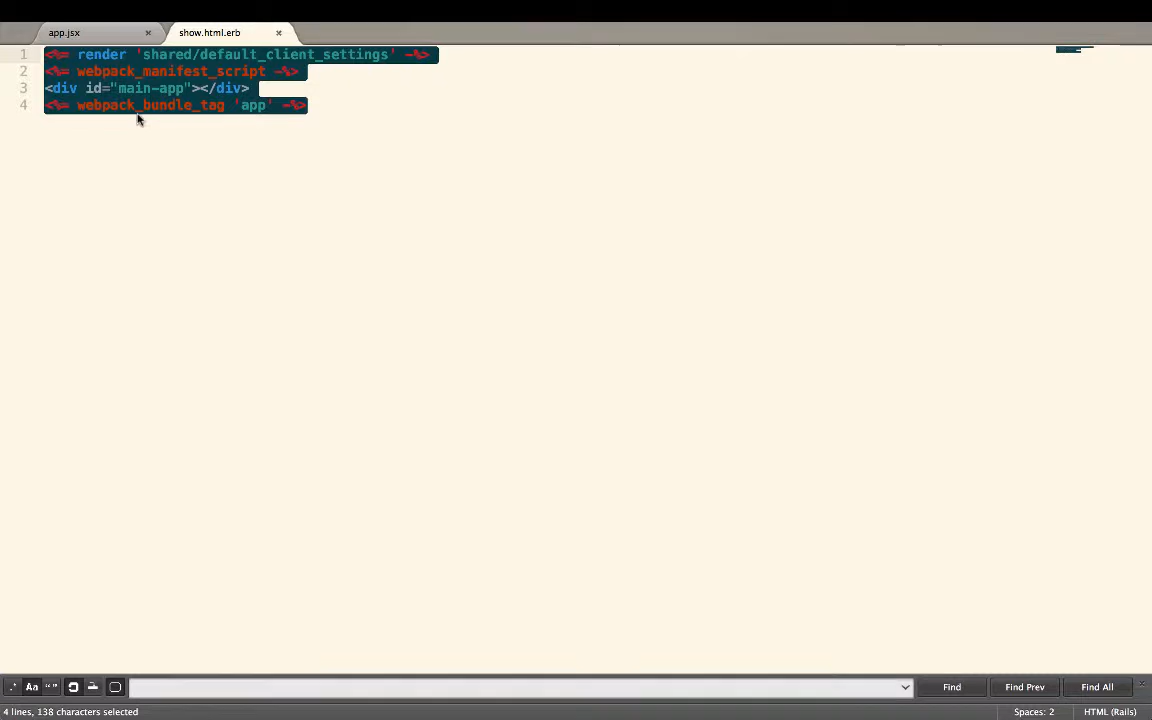 app.jsx × show.html.erb ×
1 <%= render 'shared/default_client_settings' -%>
2 <%= webpack_manifest_script -%>
3 <div id="main-app"></div>
4 <%= webpack_bundle_tag 'app' -%>
.* Aa “” Find Find Prev Find All ×
4 lines, 138 characters selected Spaces: 2 HTML (Rails)